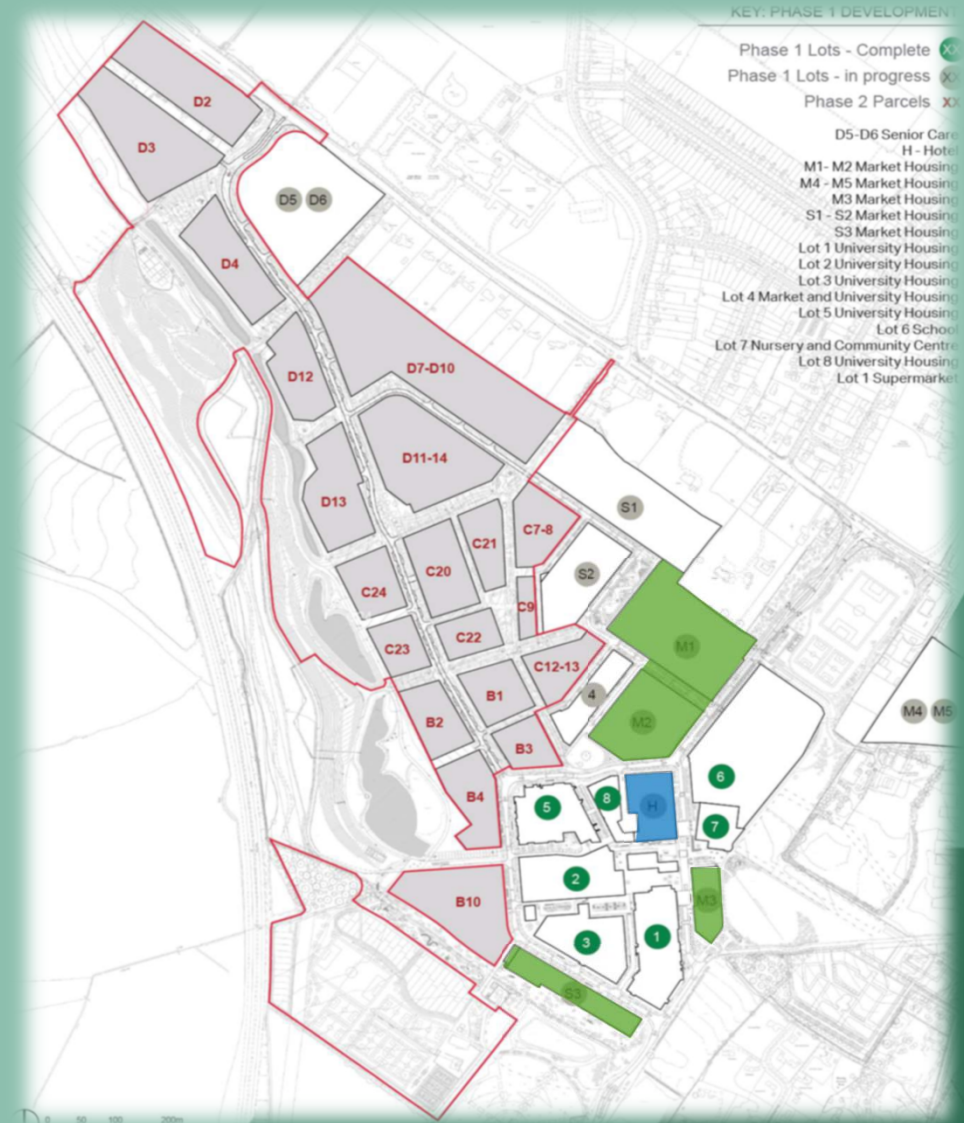 KEY: PHASE 1 DEVELOPMENT
Phase 1 Lots - Complete XX
Phase 1 Lots - in progress XX
Phase 2 Parcels XX
D5-D6 Senior Care
H - Hotel
M1- M2 Market Housing
M4 - M5 Market Housing
M3 Market Housing
S1 - S2 Market Housing
S3 Market Housing
Lot 1 University Housing
Lot 2 University Housing
Lot 3 University Housing
Lot 4 Market and University Housing
Lot 5 University Housing
Lot 6 School
Lot 7 Nursery and Community Centre
Lot 8 University Housing
Lot 1 Supermarket
D2
D3
D5 D6
D4
D12
D7-D10
D11-14
D13
S1
C7-8
C21
C20
S2
C24
C9
C22
C23
M1
C12-13
4
B1
B2
M2
M4 M5
B3
6
B4
5
8
H
7
2
B10
M3
3
1
S3
0 50 100 200m